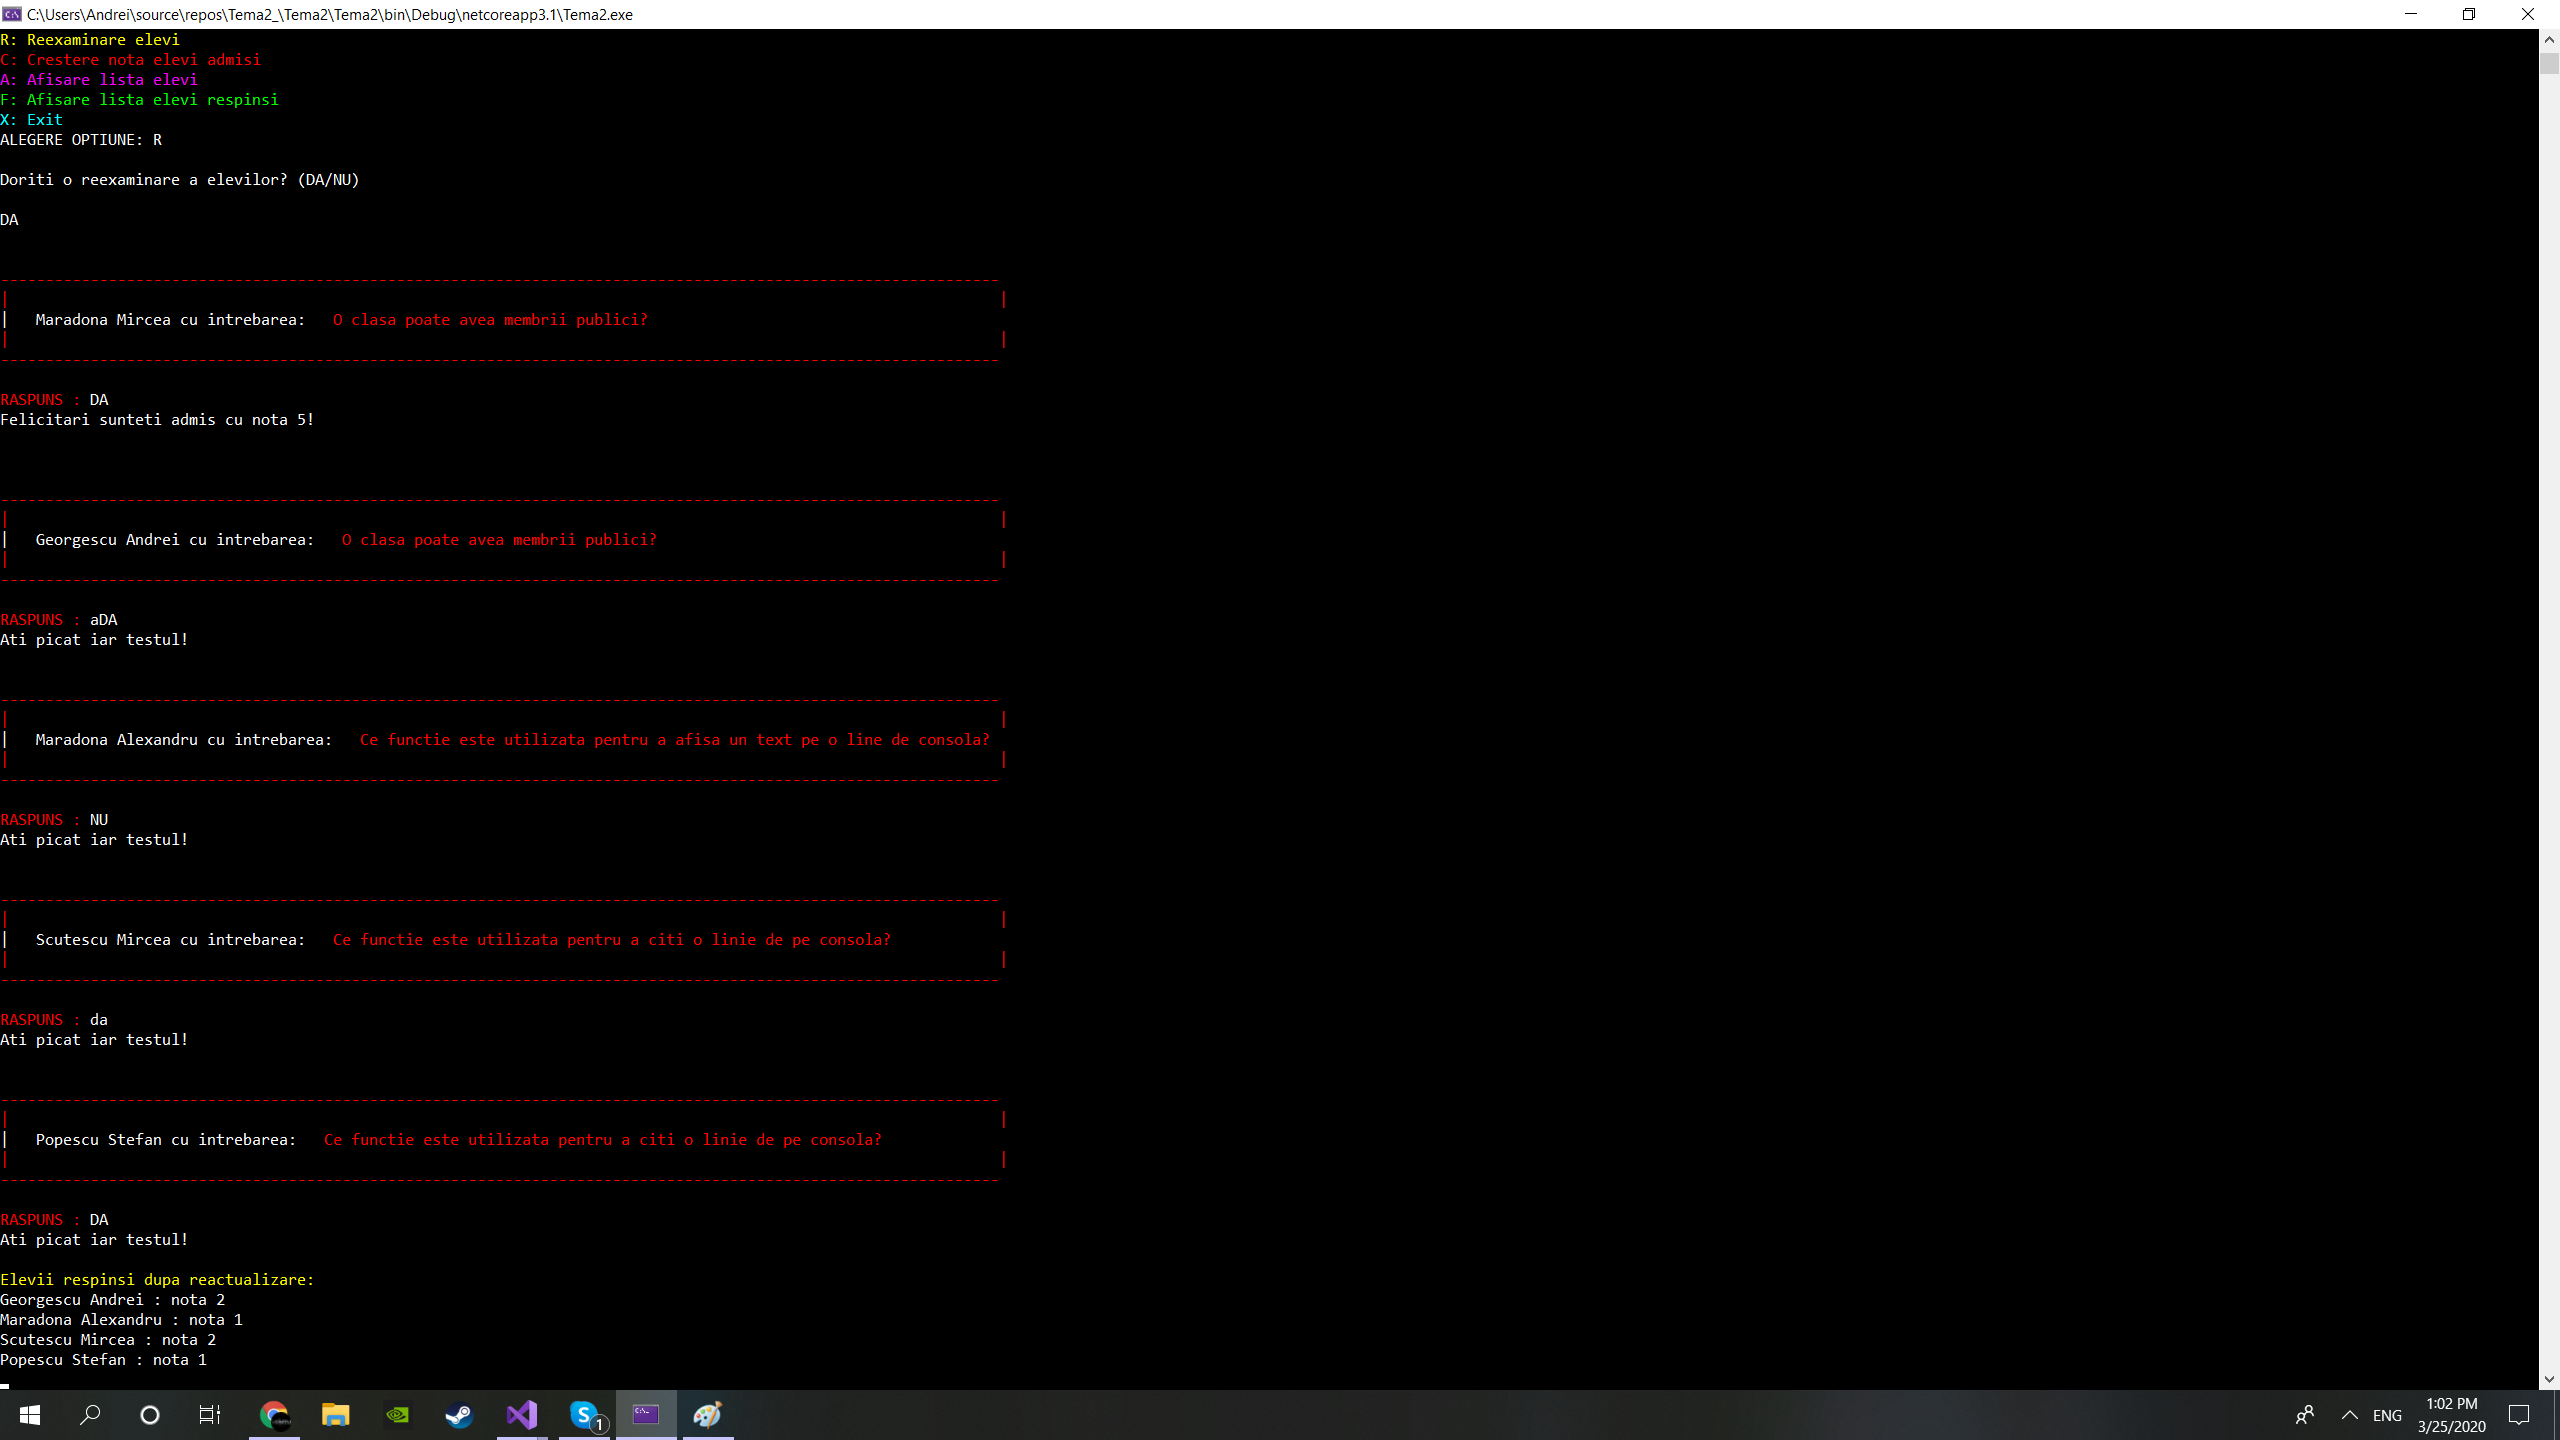 C:\Users\Andrei\source\repos\Tema2_\Tema2\Tema2\bin\Debug\netcoreapp3.1\Tema2.exe
R: Reexaminare elevi
C: Crestere nota elevi admisi
A: Afisare lista elevi
F: Afisare lista elevi respinsi
X: Exit
ALEGERE OPTIUNE: R
Doriti o reexaminare a elevilor? (DA/NU)
DA
Maradona Mircea cu intrebarea: O clasa poate avea membrii publici?
RASPUNS : DA
Felicitari sunteti admis cu nota 5!
Georgescu Andrei cu intrebarea: O clasa poate avea membrii publici?
RASPUNS : aDA
Ati picat iar testul!
Maradona Alexandru cu intrebarea: Ce functie este utilizata pentru a afisa un text pe o line de consola?
RASPUNS : NU
Ati picat iar testul!
Scutescu Mircea cu intrebarea: Ce functie este utilizata pentru a citi o linie de pe consola?
RASPUNS : da
Ati picat iar testul!
Popescu Stefan cu intrebarea: Ce functie este utilizata pentru a citi o linie de pe consola?
RASPUNS : DA
Ati picat iar testul!
Elevii respinsi dupa reactualizare:
Georgescu Andrei : nota 2
Maradona Alexandru : nota 1
Scutescu Mircea : nota 2
Popescu Stefan : nota 1
1
ENG
1:02 PM
3/25/2020